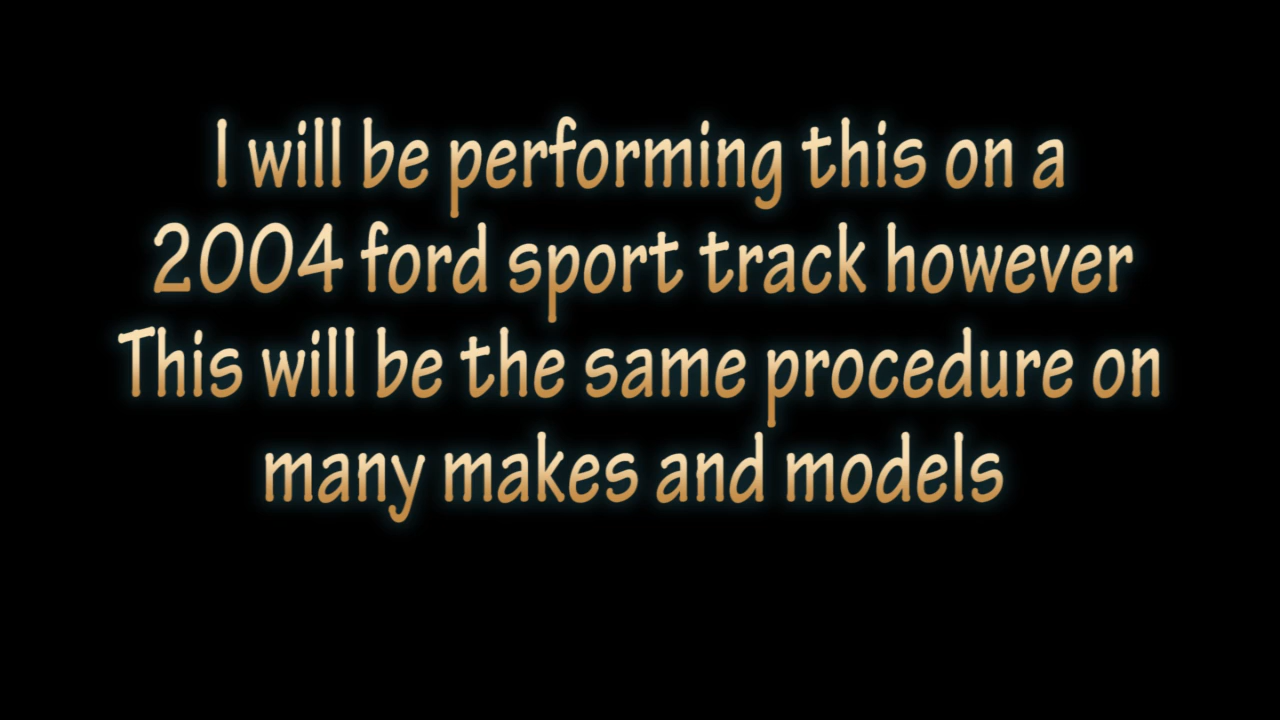 I will be performing this on a
2004 ford sport track however
This will be the same procedure on
many makes and models